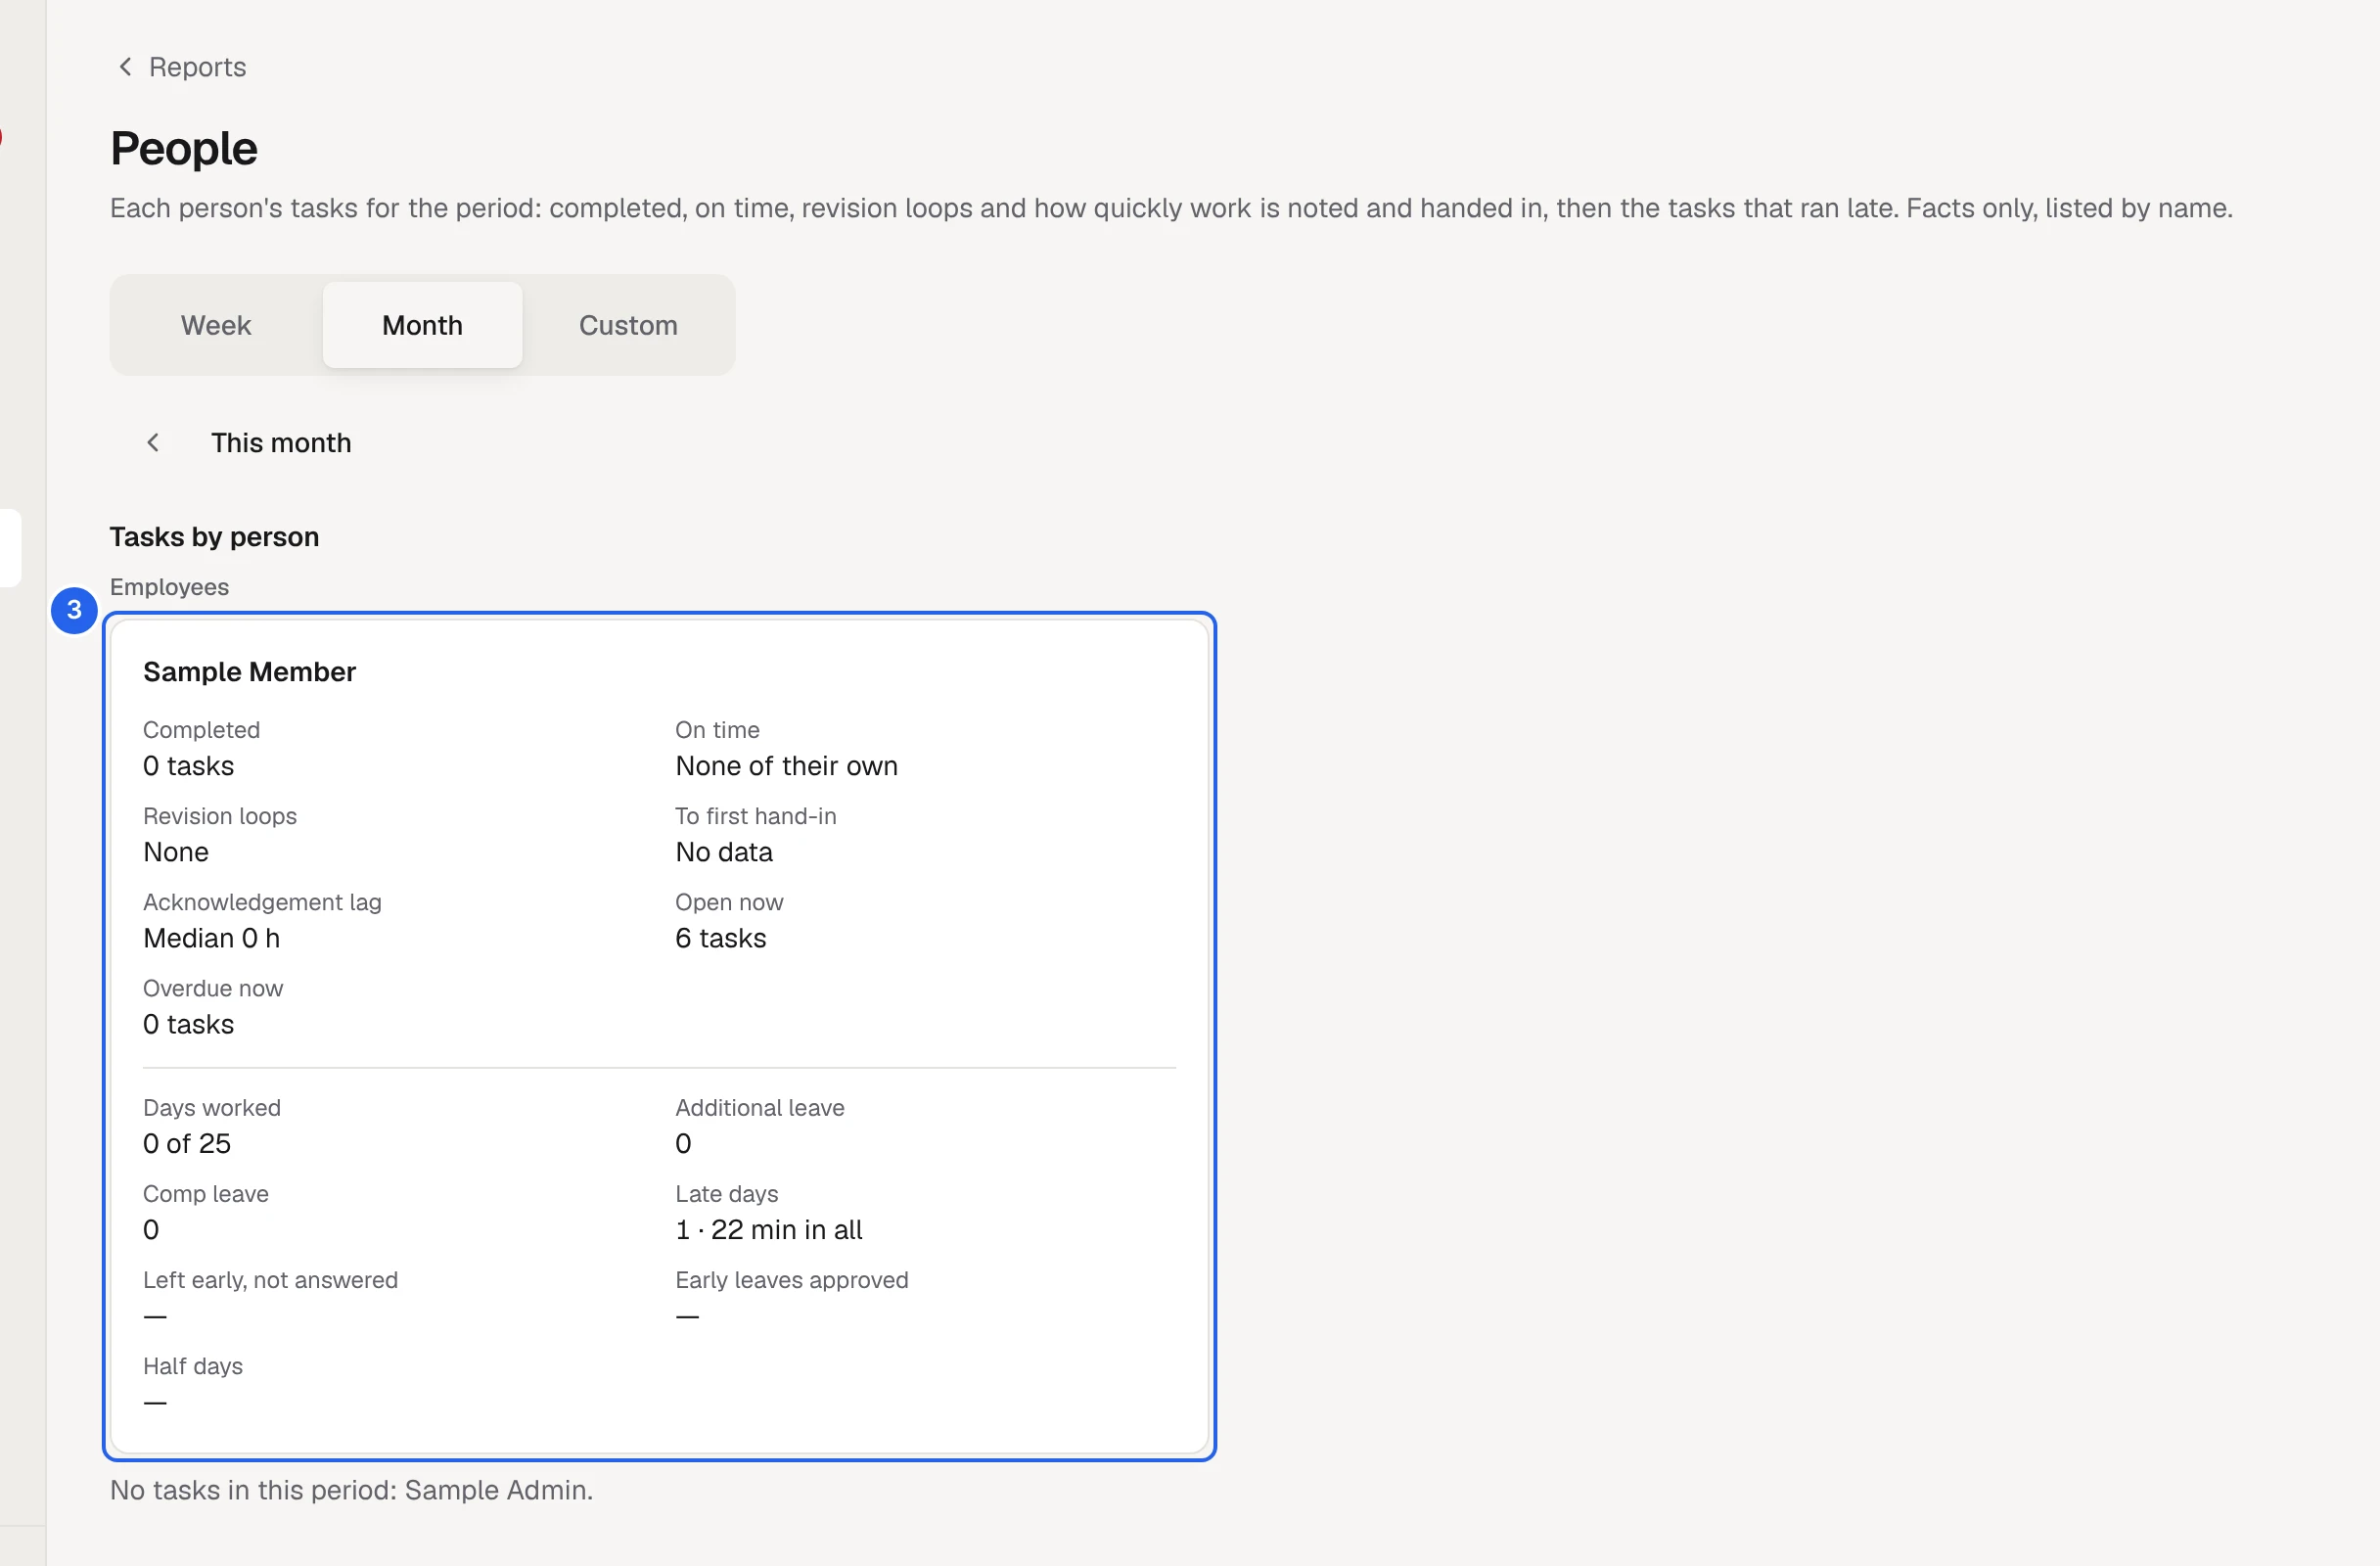 Reports
People
Each person's tasks for the period: completed, on time, revision loops and how quickly work is noted and handed in, then the tasks that ran late. Facts only, listed by name.
Week Month Custom
This month
Tasks by person
Employees
3
Sample Member
Completed On time
0 tasks None of their own
Revision loops To first hand-in
None No data
Acknowledgement lag Open now
Median 0 h 6 tasks
Overdue now
0 tasks
Days worked Additional leave
0 of 25 0
Comp leave Late days
0 1 · 22 min in all
Left early, not answered Early leaves approved
— —
Half days
—
No tasks in this period: Sample Admin.